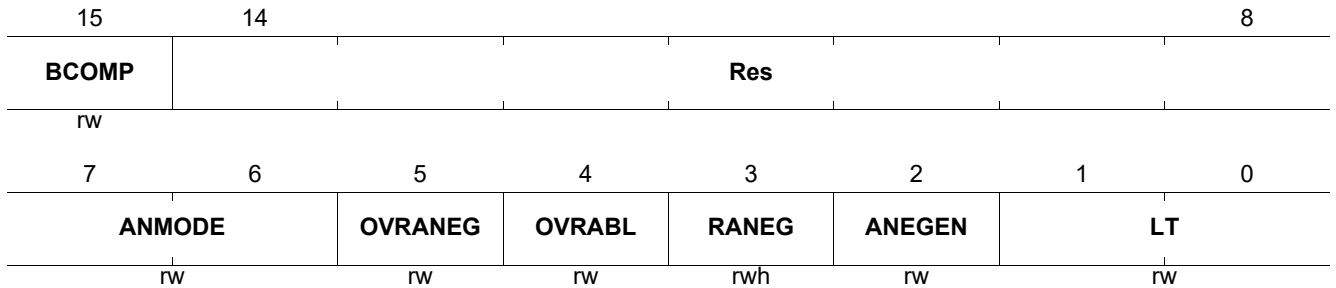 15 14 8
BCOMP Res
rw
7 6 5 4 3 2 1 0
ANMODE OVRANEG OVRABL RANEG ANEGEN LT
rw rw rw rwh rw rw